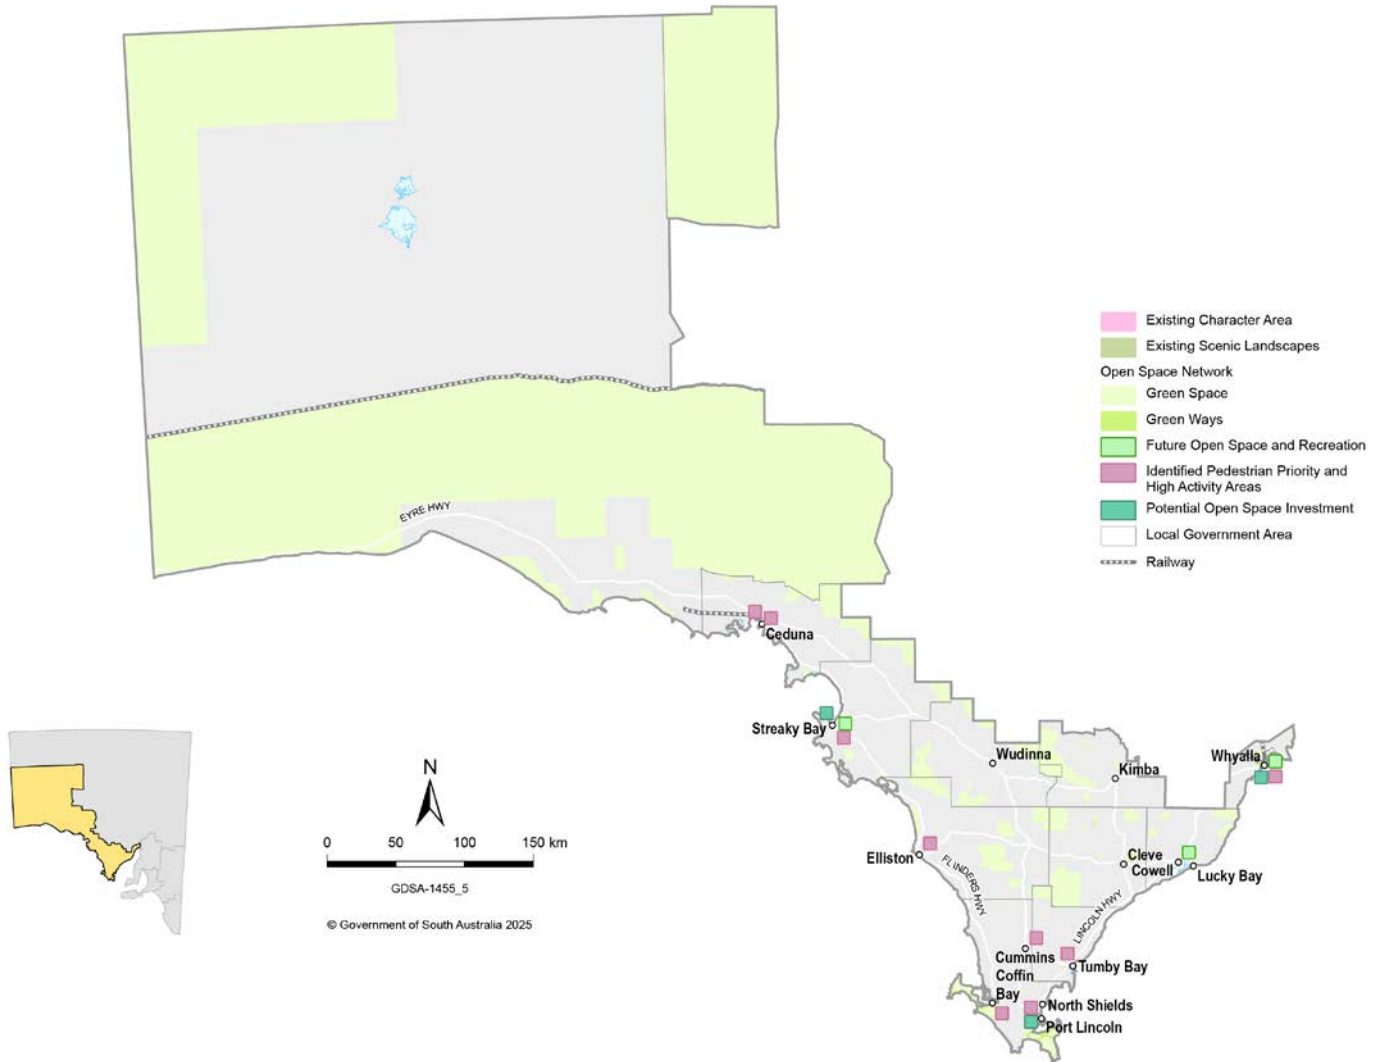 Existing Character Area
Existing Scenic Landscapes
Open Space Network
Green Space
Green Ways
Future Open Space and Recreation
Identified Pedestrian Priority and
High Activity Areas
Potential Open Space Investment
Local Government Area
Railway
EYRE HWY
Ceduna
Streaky Bay
Wudinna
Kimba
Whyalla
Elliston
FLINDERS HWY
Cleve
Cowell
Lucky Bay
LINCOLN HWY
Cummins
Tumby Bay
Coffin
Bay
North Shields
Port Lincoln
N
0 50 100 150 km
GDSA-1455_5
© Government of South Australia 2025